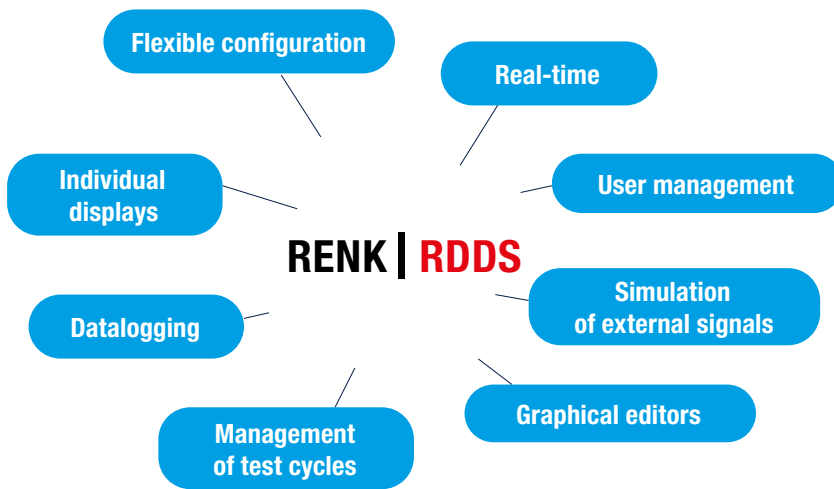 Flexible configuration
Real-time
Individual
displays
User management
RENK | RDDS
Simulation
of external signals
Datalogging
Graphical editors
Management
of test cycles